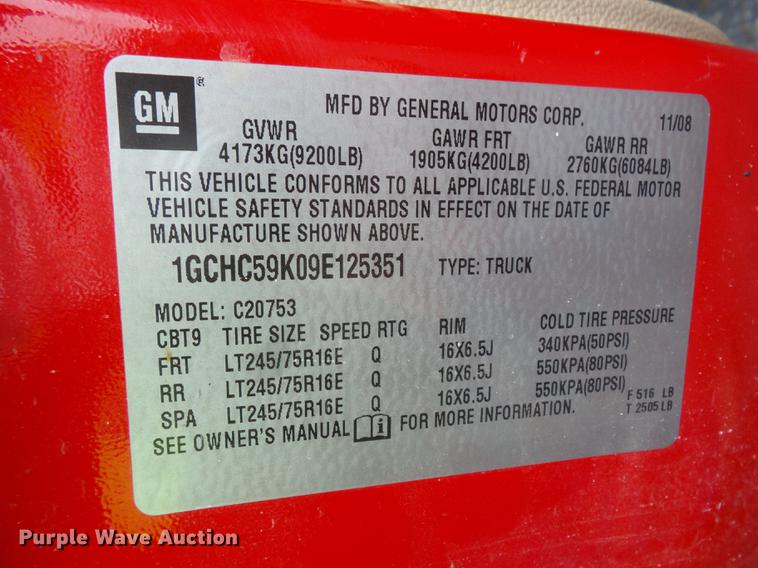 GM
MFD BY GENERAL MOTORS CORP. 11/08
GVWR GAWR FRT GAWR RR
4173KG(9200LB) 1905KG(4200LB) 2760KG(6084LB)
THIS VEHICLE CONFORMS TO ALL APPLICABLE U.S. FEDERAL MOTOR
VEHICLE SAFETY STANDARDS IN EFFECT ON THE DATE OF
MANUFACTURE SHOWN ABOVE.
1GCHC59K09E125351 TYPE: TRUCK
MODEL: C20753
CBT9 TIRE SIZE SPEED RTG RIM COLD TIRE PRESSURE
FRT LT245/75R16E Q 16X6.5J 340KPA(50PSI)
RR LT245/75R16E Q 16X6.5J 550KPA(80PSI)
SPA LT245/75R16E Q 16X6.5J 550KPA(80PSI) F 516 LB
T 2505 LB
SEE OWNER'S MANUAL i FOR MORE INFORMATION.
Purple Wave Auction